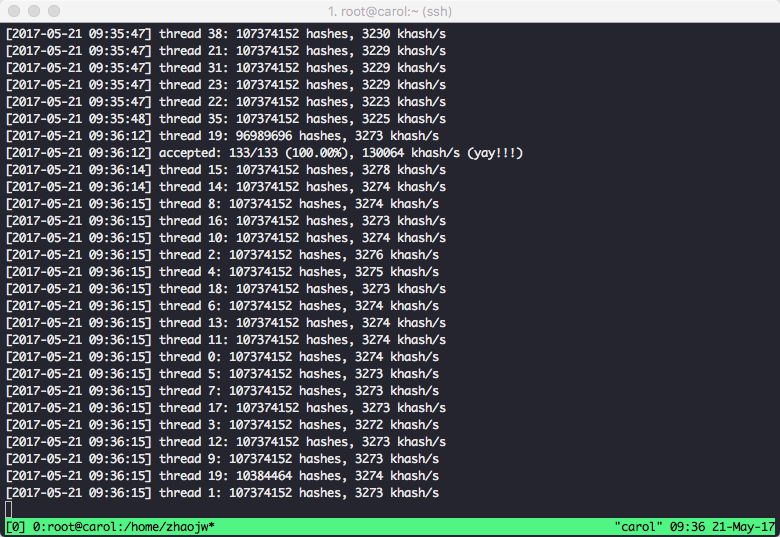 1. root@carol:~ (ssh)
[2017-05-21 09:35:47] thread 38: 107374152 hashes, 3230 khash/s
[2017-05-21 09:35:47] thread 21: 107374152 hashes, 3229 khash/s
[2017-05-21 09:35:47] thread 31: 107374152 hashes, 3229 khash/s
[2017-05-21 09:35:47] thread 23: 107374152 hashes, 3229 khash/s
[2017-05-21 09:35:47] thread 22: 107374152 hashes, 3223 khash/s
[2017-05-21 09:35:48] thread 35: 107374152 hashes, 3225 khash/s
[2017-05-21 09:36:12] thread 19: 96989696 hashes, 3273 khash/s
[2017-05-21 09:36:12] accepted: 133/133 (100.00%), 130064 khash/s (yay!!!)
[2017-05-21 09:36:14] thread 15: 107374152 hashes, 3278 khash/s
[2017-05-21 09:36:14] thread 14: 107374152 hashes, 3274 khash/s
[2017-05-21 09:36:15] thread 8: 107374152 hashes, 3274 khash/s
[2017-05-21 09:36:15] thread 16: 107374152 hashes, 3273 khash/s
[2017-05-21 09:36:15] thread 10: 107374152 hashes, 3274 khash/s
[2017-05-21 09:36:15] thread 2: 107374152 hashes, 3276 khash/s
[2017-05-21 09:36:15] thread 4: 107374152 hashes, 3275 khash/s
[2017-05-21 09:36:15] thread 18: 107374152 hashes, 3273 khash/s
[2017-05-21 09:36:15] thread 6: 107374152 hashes, 3274 khash/s
[2017-05-21 09:36:15] thread 13: 107374152 hashes, 3274 khash/s
[2017-05-21 09:36:15] thread 11: 107374152 hashes, 3274 khash/s
[2017-05-21 09:36:15] thread 0: 107374152 hashes, 3274 khash/s
[2017-05-21 09:36:15] thread 5: 107374152 hashes, 3273 khash/s
[2017-05-21 09:36:15] thread 7: 107374152 hashes, 3273 khash/s
[2017-05-21 09:36:15] thread 17: 107374152 hashes, 3273 khash/s
[2017-05-21 09:36:15] thread 3: 107374152 hashes, 3272 khash/s
[2017-05-21 09:36:15] thread 12: 107374152 hashes, 3273 khash/s
[2017-05-21 09:36:15] thread 9: 107374152 hashes, 3273 khash/s
[2017-05-21 09:36:15] thread 19: 10384464 hashes, 3274 khash/s
[2017-05-21 09:36:15] thread 1: 107374152 hashes, 3273 khash/s
[0] 0:root@carol:/home/zhaojw* "carol" 09:36 21-May-17